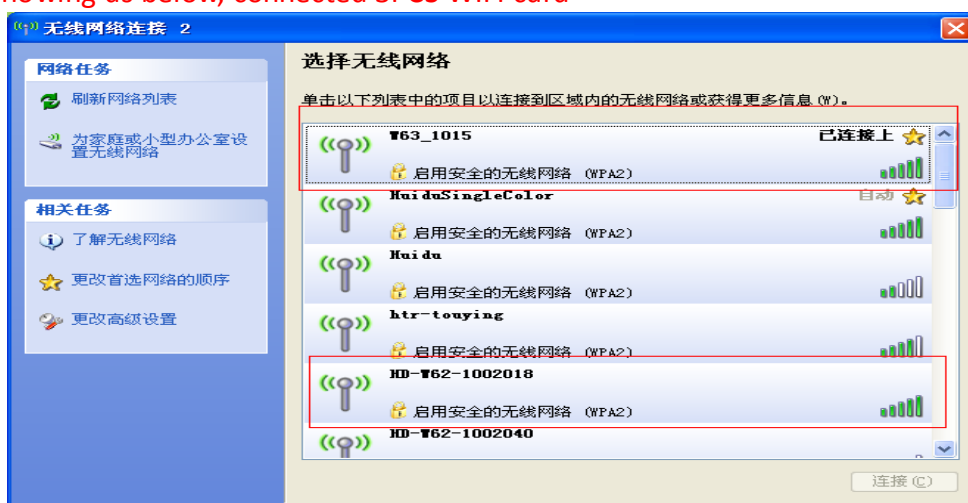 connected of C3 WIFI card
无线网络连接 2
网络任务
刷新网络列表
为家庭或小型办公室设
置无线网络
相关任务
了解无线网络
更改首选网络的顺序
更改高级设置
选择无线网络
单击以下列表中的项目以连接到区域内的无线网络或获得更多信息(W)。
W63_1015 已连接上
启用安全的无线网络 (WPA2)
HuiduSingleColor 自动
启用安全的无线网络 (WPA2)
Huidu
启用安全的无线网络 (WPA2)
htr-touying
启用安全的无线网络 (WPA2)
HD-W62-1002018
启用安全的无线网络 (WPA2)
HD-W62-1002040
连接(C)